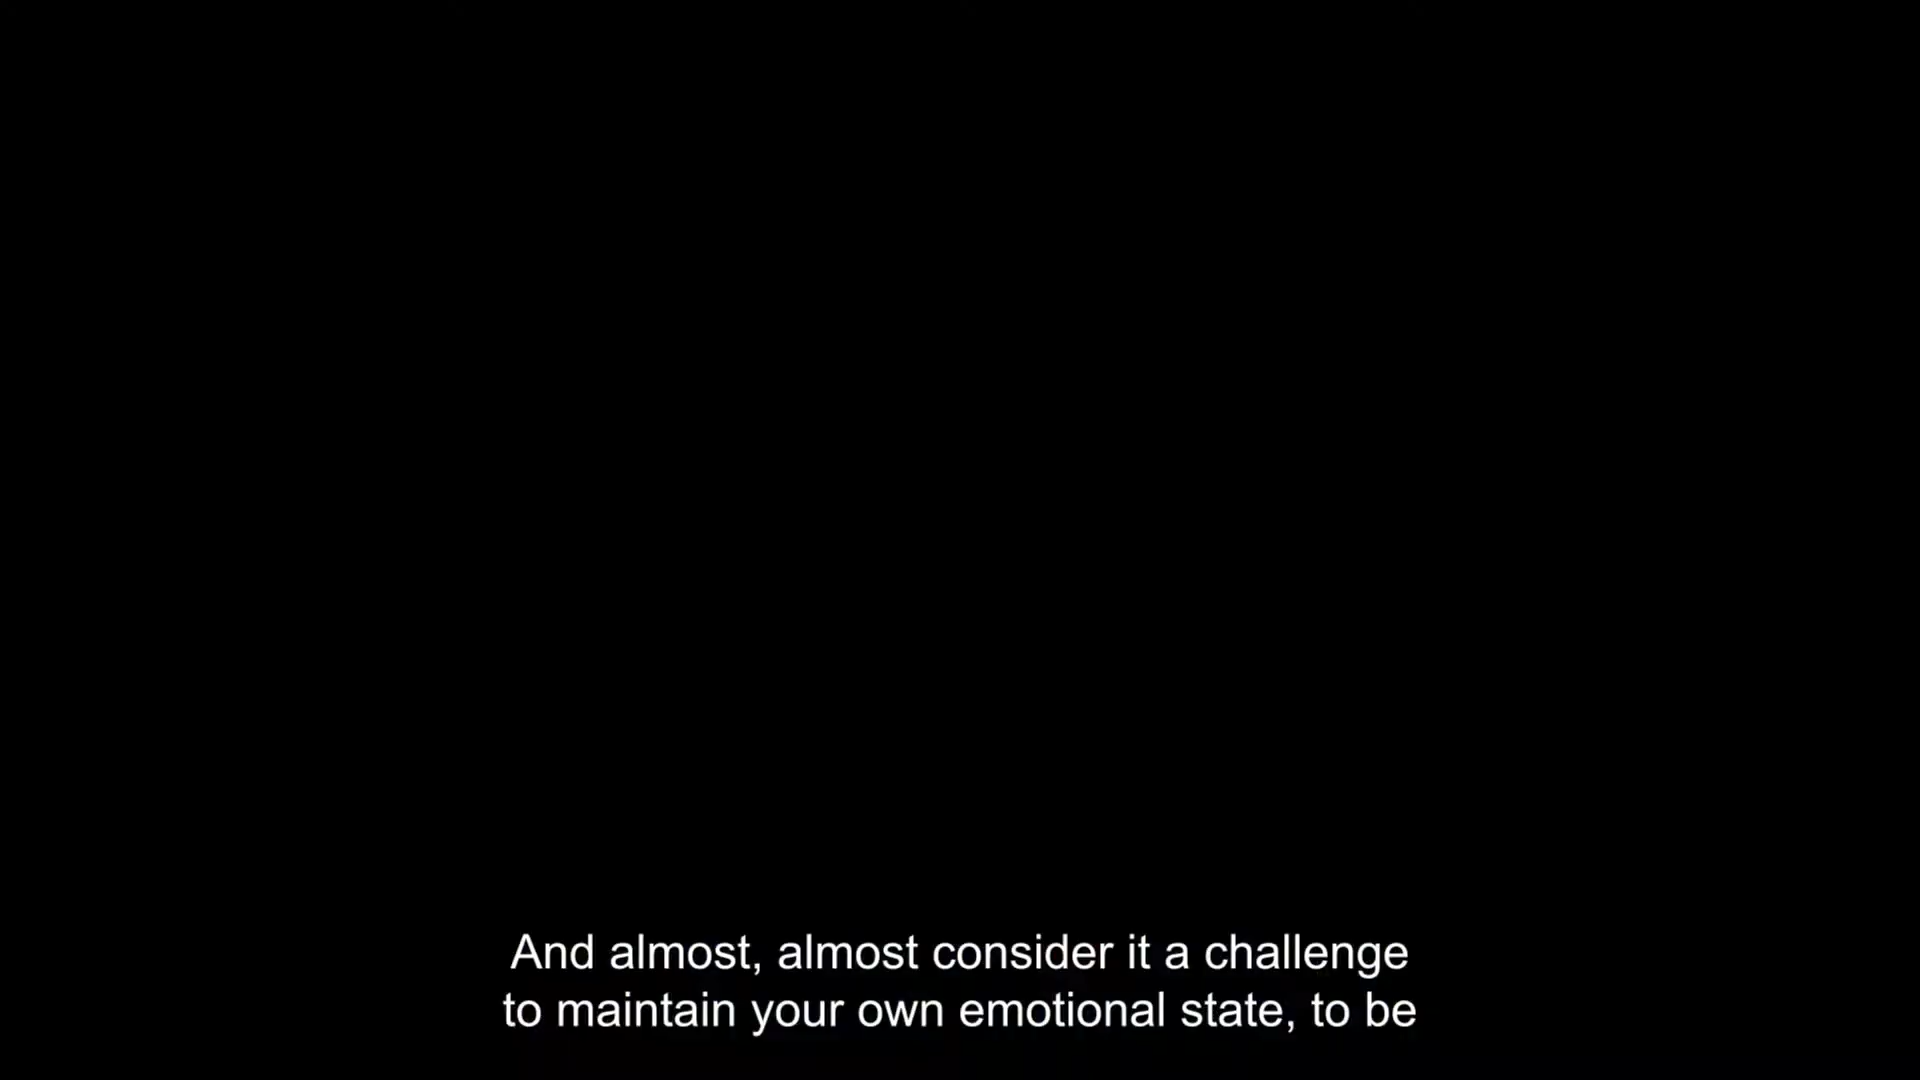 And almost, almost consider it a challenge
to maintain your own emotional state, to be